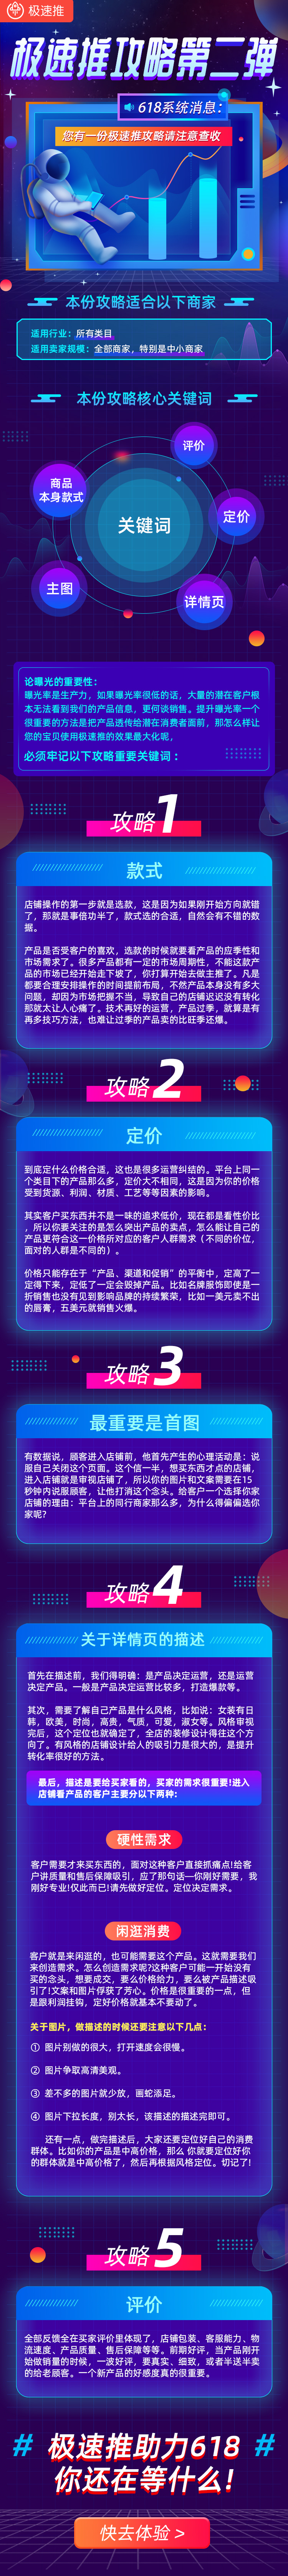 极速推
极速推攻略第二弹
618系统消息：
您有一份极速推攻略请注意查收
本份攻略适合以下商家
适用行业：所有类目
适用卖家规模：全部商家，特别是中小商家
本份攻略核心关键词
评价
商品
本身款式
定价
关键词
主图
详情页
论曝光的重要性：
曝光率是生产力，如果曝光率很低的话，大量的潜在客户根
本无法看到我们的产品信息，更何谈销售。提升曝光率一个
很重要的方法是把产品透传给潜在消费者面前，那怎么样让
您的宝贝使用极速推的效果最大化呢，
必须牢记以下攻略重要关键词：
攻略1
款式
店铺操作的第一步就是选款，这是因为如果刚开始方向就错
了，那就是事倍功半了，款式选的合适，自然会有不错的数
据。
产品是否受客户的喜欢，选款的时候就要看产品的应季性和
市场需求了。很多产品都有一定的市场周期性，不能这款产
品的市场已经开始走下坡了，你打算开始去做主推了。凡是
都要合理安排操作的时间提前布局，不然产品本身没有多大
问题，却因为市场把握不当，导致自己的店铺迟迟没有转化
那就太让人心痛了。技术再好的运营，产品过季，就算是有
再多技巧方法，也难让过季的产品卖的比旺季还爆。
攻略2
定价
到底定什么价格合适，这也是很多运营纠结的。平台上同一
个类目下的产品那么多，定价大不相同，这是因为你的价格
受到货源、利润、材质、工艺等等因素的影响。
其实客户买东西并不是一味的追求低价，现在都是看性价比
，所以你要关注的是怎么突出产品的卖点，怎么能让自己的
产品更符合这一价格所对应的客户人群需求（不同的价位，
面对的人群是不同的）。
价格只能存在于“产品、渠道和促销”的平衡中，定高了一
定得下来，定低了一定会毁掉产品。比如名牌服饰即使是一
折销售也没有见到影响品牌的持续繁荣，比如一美元卖不出
的唇膏，五美元就销售火爆。
攻略3
最重要是首图
有数据说，顾客进入店铺前，他首先产生的心理活动是：说
服自己关闭这个页面。这个信一半，想买东西才点的店铺，
进入店铺就是审视店铺了，所以你的图片和文案需要在15
秒钟内说服顾客，让他打消这个念头。给客户一个选择你家
店铺的理由：平台上的同行商家那么多，为什么得偏偏选你
家呢？
攻略4
关于详情页的描述
首先在描述前，我们得明确：是产品决定运营，还是运营
决定产品。一般是产品决定运营比较多，打造爆款等。
其次，需要了解自己产品是什么风格，比如说：女装有日
韩，欧美，时尚，高贵，气质，可爱，淑女等。风格审视
完后，这个定位也就确定了，全店的装修设计得往这个方
向了。有风格的店铺设计给人的吸引力是很大的，是提升
转化率很好的方法。
最后，描述是要给买家看的，买家的需求很重要!进入
店铺看产品的客户主要分以下两种：
硬性需求
客户需要才来买东西的，面对这种客户直接抓痛点!给客
户讲质量和售后保障吸引，应了那句话—你刚好需要，我
刚好专业!仅此而已!请先做好定位。定位决定需求。
闲逛消费
客户就是来闲逛的，也可能需要这个产品。这就需要我们
来创造需求。怎么创造需求呢?这种客户可能一开始没有
买的念头，想要成交，要么价格给力，要么被产品描述吸
引了!文案和图片俘获了芳心。价格是很重要的一点，但
是跟利润挂钩，定好价格就基本不要动了。
关于图片，做描述的时候还要注意以下几点：
① 图片别做的很大，打开速度会很慢。
② 图片争取高清美观。
③ 差不多的图片就少放，画蛇添足。
④ 图片下拉长度，别太长，该描述的描述完即可。
还有一点，做完描述后，大家还要定位好自己的消费
群体。比如你的产品是中高价格，那么 你就要定位好你
的群体就是中高价格了，然后再根据风格定位。切记了!
攻略5
评价
全部反馈全在买家评价里体现了，店铺包装、客服能力、物
流速度、产品质量、售后保障等等。前期好评，当产品刚开
始做销量的时候，一波好评，要真实、细致，或者半送半卖
的给老顾客。一个新产品的好感度真的很重要。
# 极速推助力618 #
你还在等什么!
快去体验 >